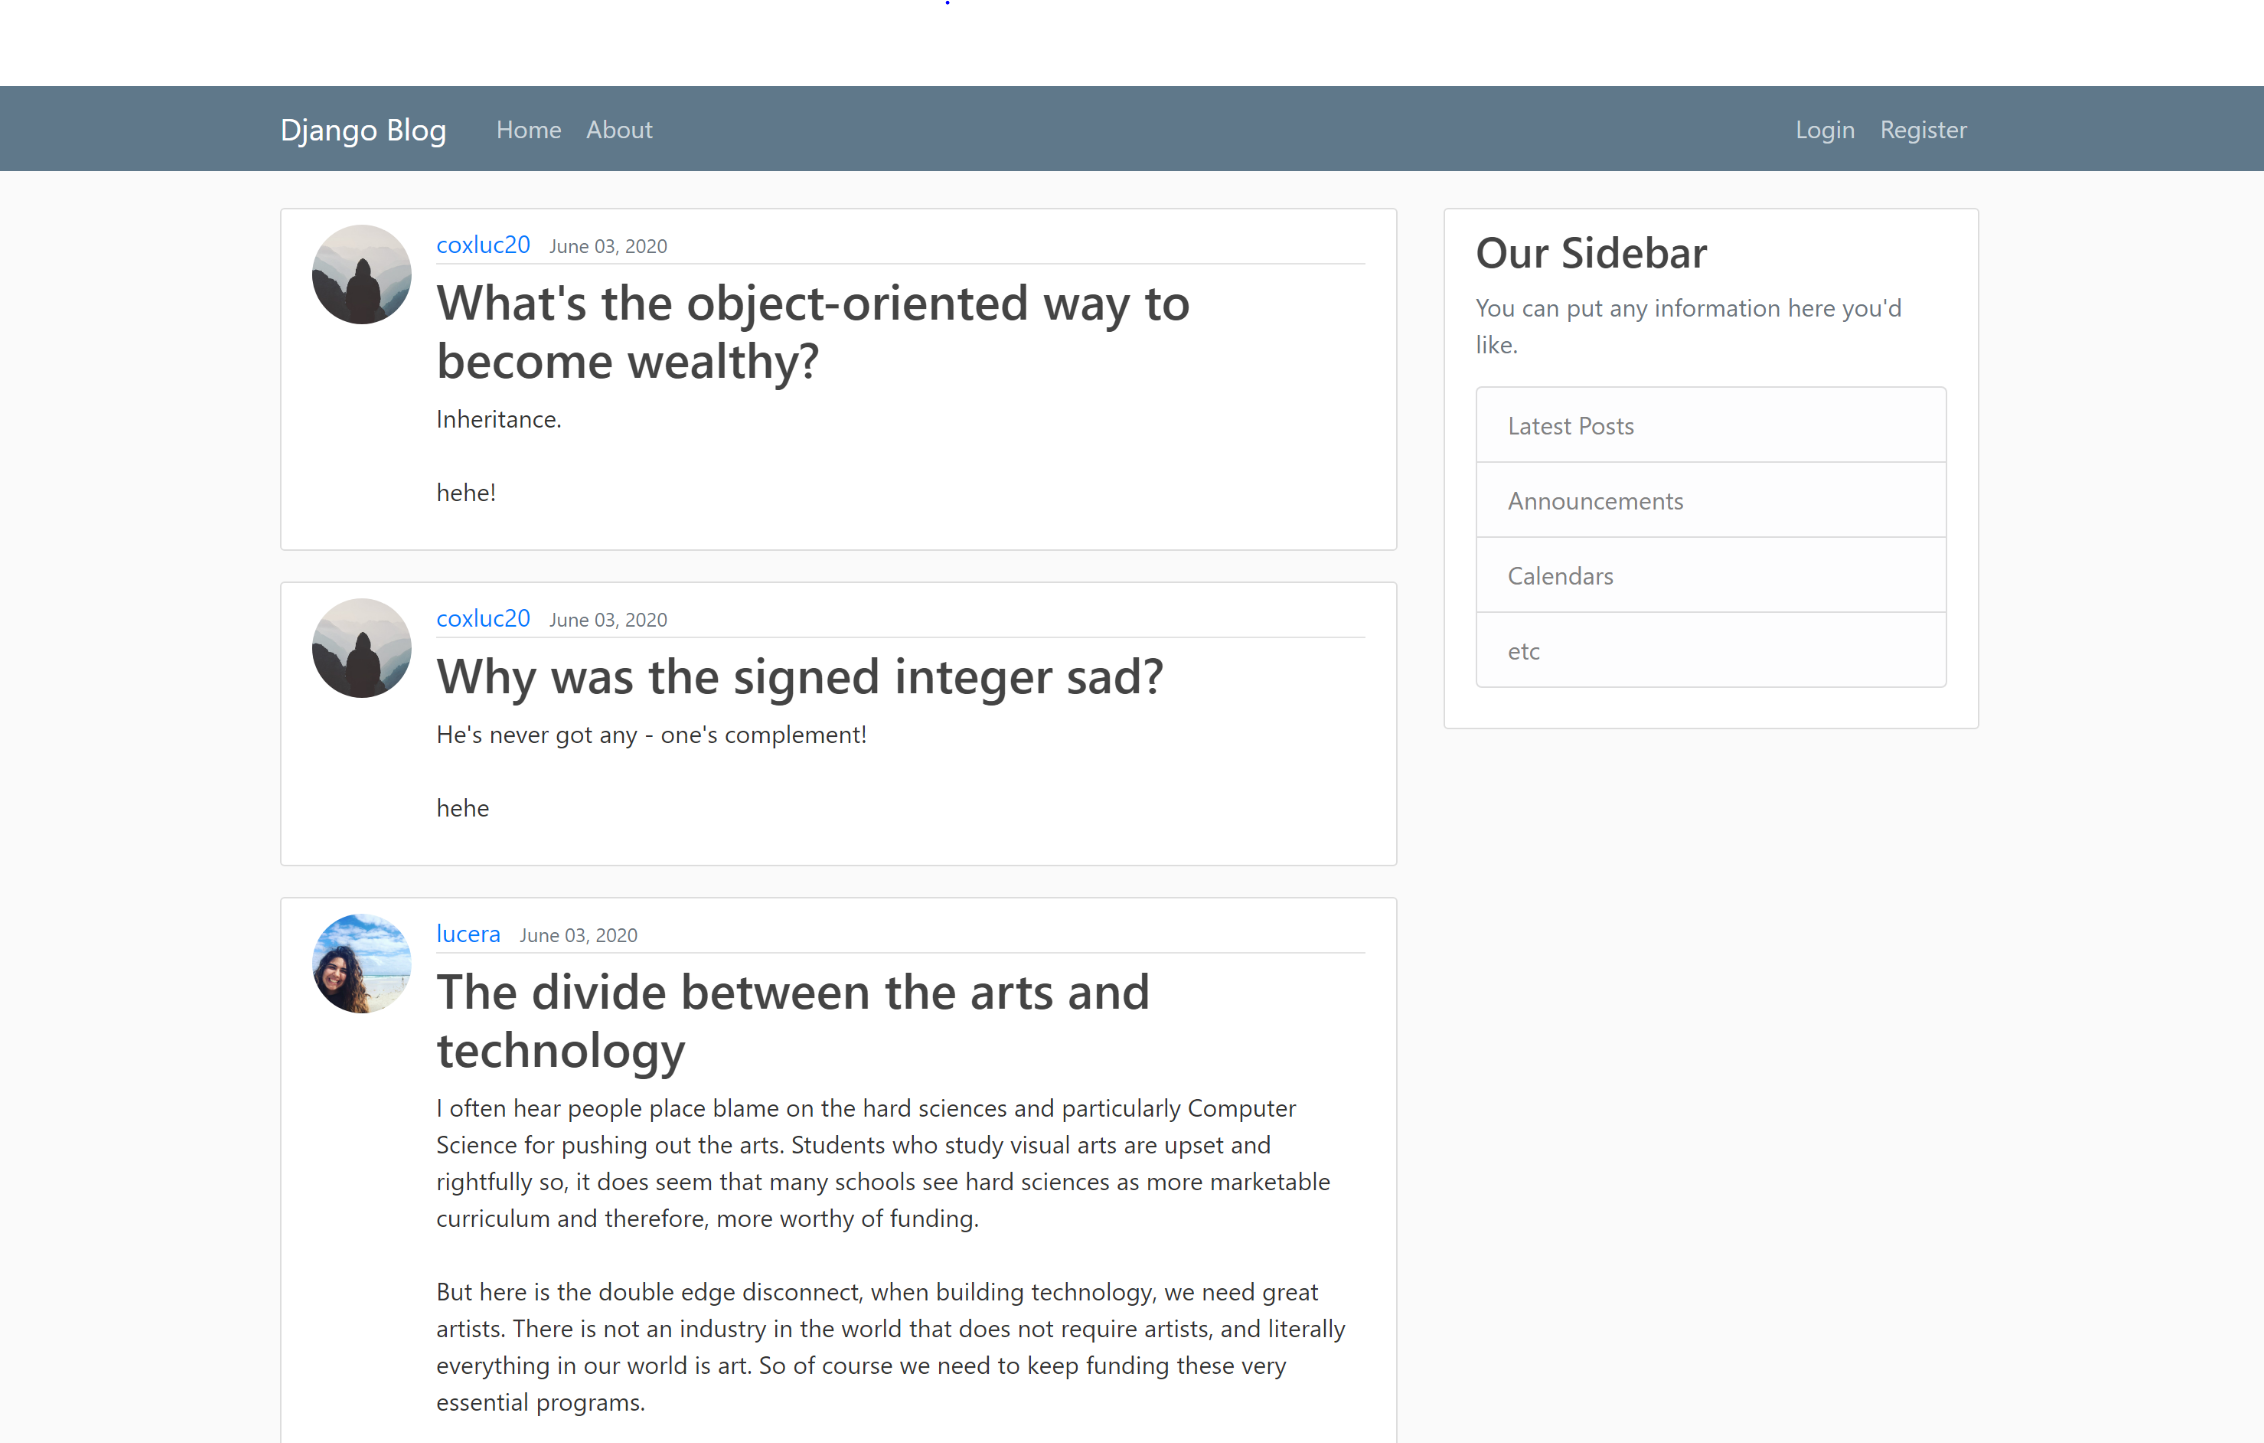 Django Blog Home About Login Register
coxluc20 June 03, 2020
What's the object-oriented way to
become wealthy?
Inheritance.
hehe!
coxluc20 June 03, 2020
Why was the signed integer sad?
He's never got any - one's complement!
hehe
lucera June 03, 2020
The divide between the arts and
technology
I often hear people place blame on the hard sciences and particularly Computer
Science for pushing out the arts. Students who study visual arts are upset and
rightfully so, it does seem that many schools see hard sciences as more marketable
curriculum and therefore, more worthy of funding.
But here is the double edge disconnect, when building technology, we need great
artists. There is not an industry in the world that does not require artists, and literally
everything in our world is art. So of course we need to keep funding these very
essential programs.
Our Sidebar
You can put any information here you'd
like.
Latest Posts
Announcements
Calendars
etc